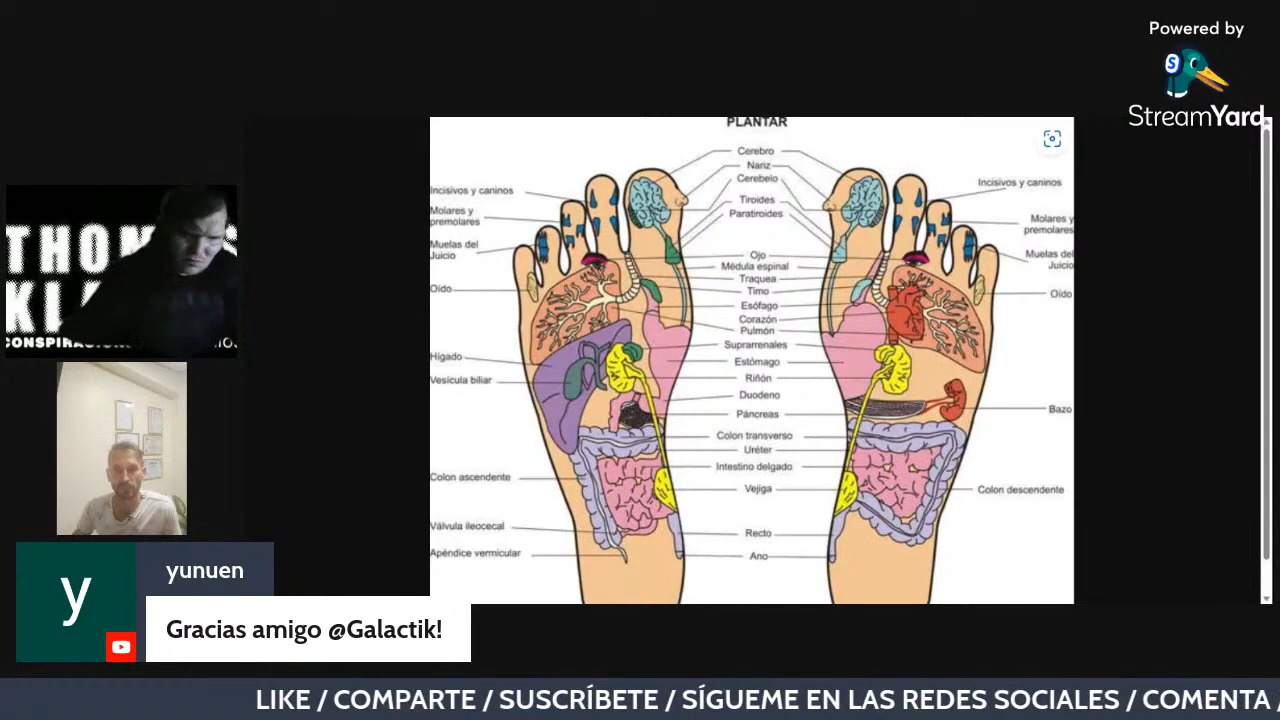 Powered by
StreamYard
PLANTAR
Cerebro
Nariz
Cerebelo
Tiroides
Paratiroides
Ojo
Médula espinal
Traquea
Timo
Esófago
Corazón
Pulmón
Suprarrenales
Estómago
Riñón
Duodeno
Páncreas
Colon transverso
Uréter
Intestino delgado
Vejiga
Recto
Ano
Incisivos y caninos
Molares y
premolares
Muelas del
Juicio
Oído
Hígado
Vesícula biliar
Colon ascendente
Válvula ileocecal
Apéndice vermicular
Incisivos y caninos
Molares y
premolares
Muelas del
Juicio
Oído
Bazo
Colon descendente
CONSPIRACION
y
yunuen
Gracias amigo @Galactik!
LIKE / COMPARTE / SUSCRÍBETE / SÍGUEME EN LAS REDES SOCIALES / COMENTA /